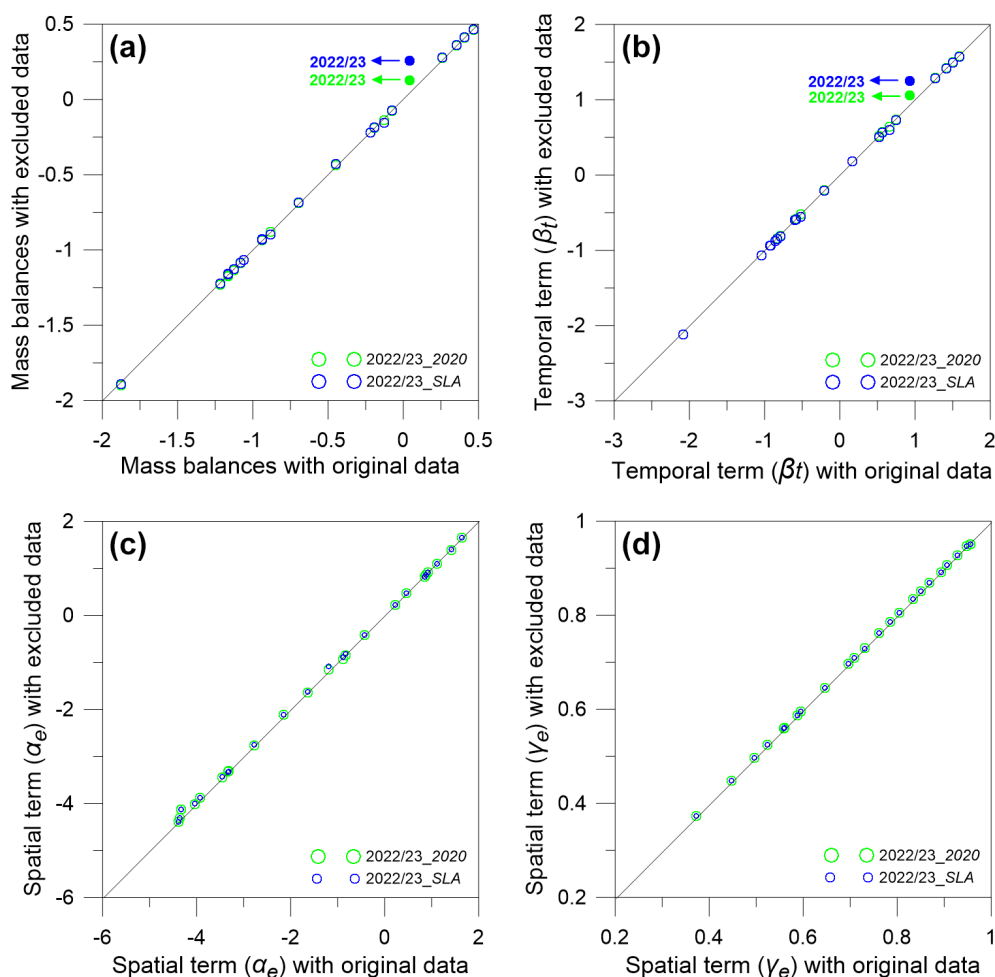 (a)
Mass balances with excluded data
0.5
0
-0.5
-1
-1.5
-2
2022/23
2022/23
2022/23_2020
2022/23_SLA
-2 -1.5 -1 -0.5 0 0.5
Mass balances with original data
(b)
Temporal term (βt) with excluded data
2
1
0
-1
-2
-3
2022/23
2022/23
2022/23_2020
2022/23_SLA
-3 -2 -1 0 1 2
Temporal term (βt) with original data
(c)
Spatial term (αe) with excluded data
2
0
-2
-4
-6
2022/23_2020
2022/23_SLA
-6 -4 -2 0 2
Spatial term (αe) with original data
(d)
Spatial term (γe) with excluded data
1
0.8
0.6
0.4
0.2
2022/23_2020
2022/23_SLA
0.2 0.4 0.6 0.8 1
Spatial term (γe) with original data